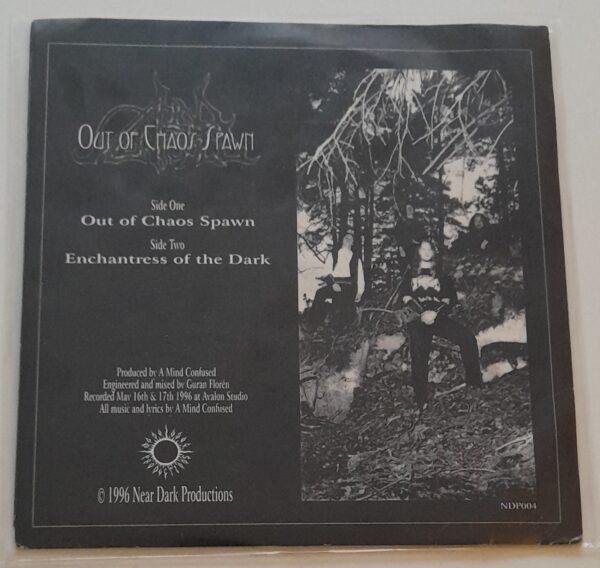 Out of Chaos Spawn
Side One
Out of Chaos Spawn
Side Two
Enchantress of the Dark
Produced by A Mind Confused
Engineered and mixed by Guran Florén
Recorded May 16th & 17th 1996 at Avalon Studio
All music and lyrics by A Mind Confused
© 1996 Near Dark Productions
NDP004